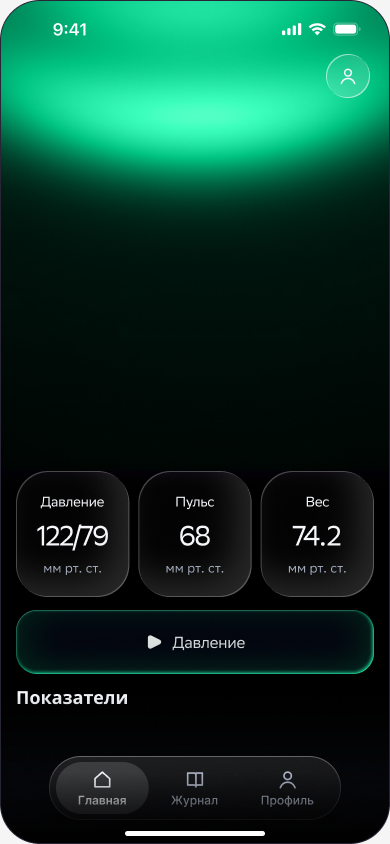 9:41
Давление
122/79
мм рт. ст.
Пульс
68
мм рт. ст.
Вес
74.2
мм рт. ст.
Давление
Показатели
Главная
Журнал
Профиль